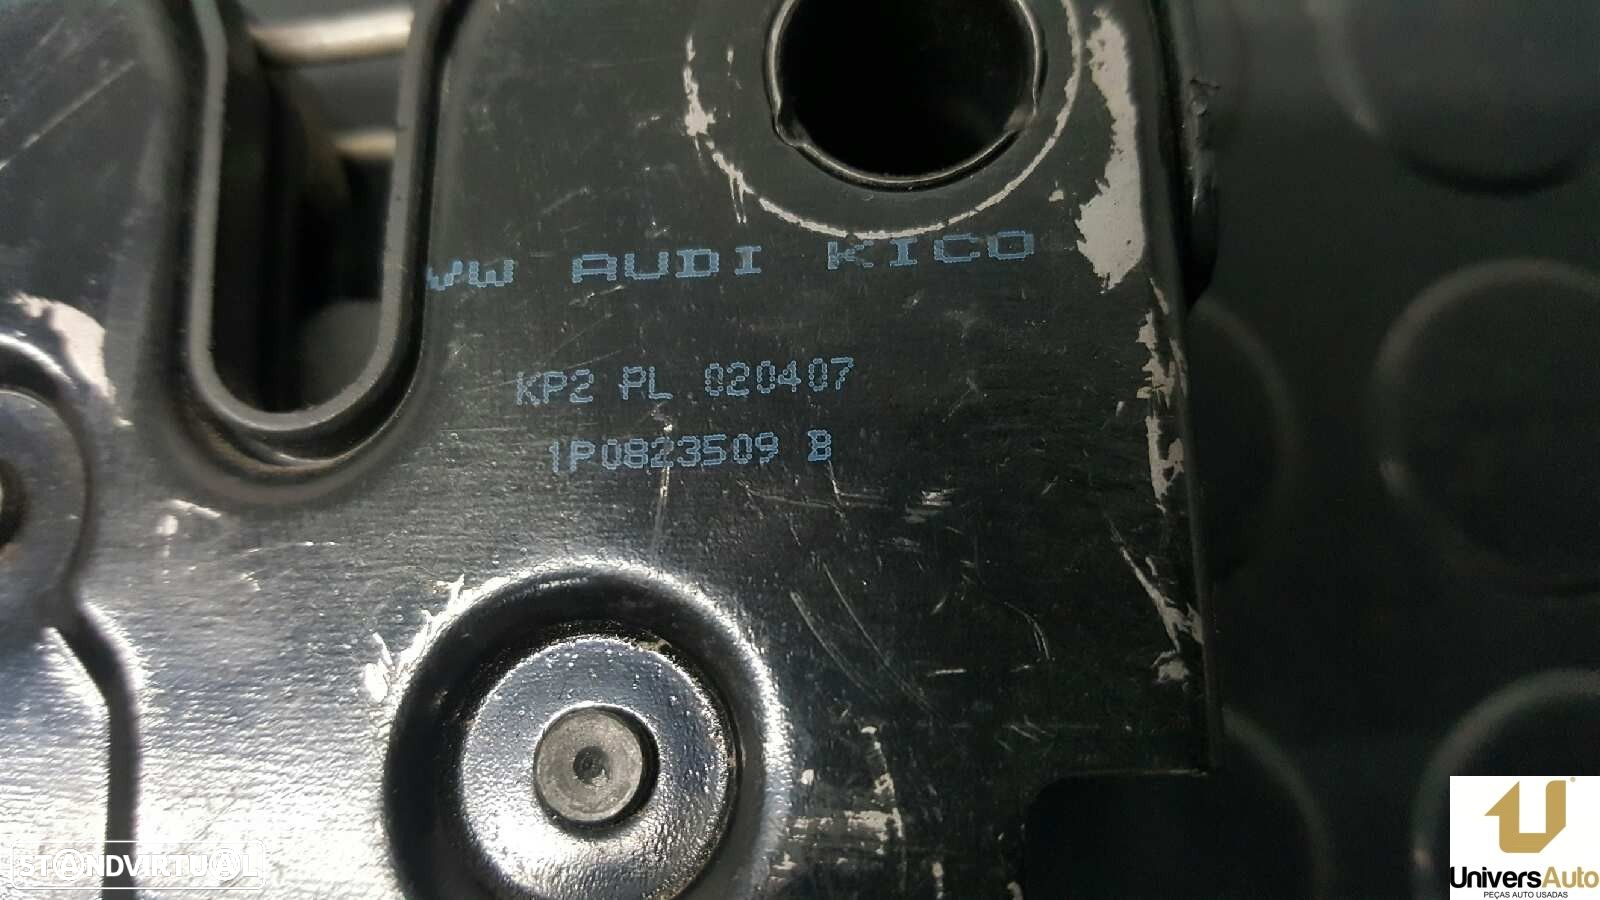 VW AUDI KICO
KP2 PL 020407
1P0823509 B
STANDVIRTUAL
UniversAuto
PEÇAS AUTO USADAS